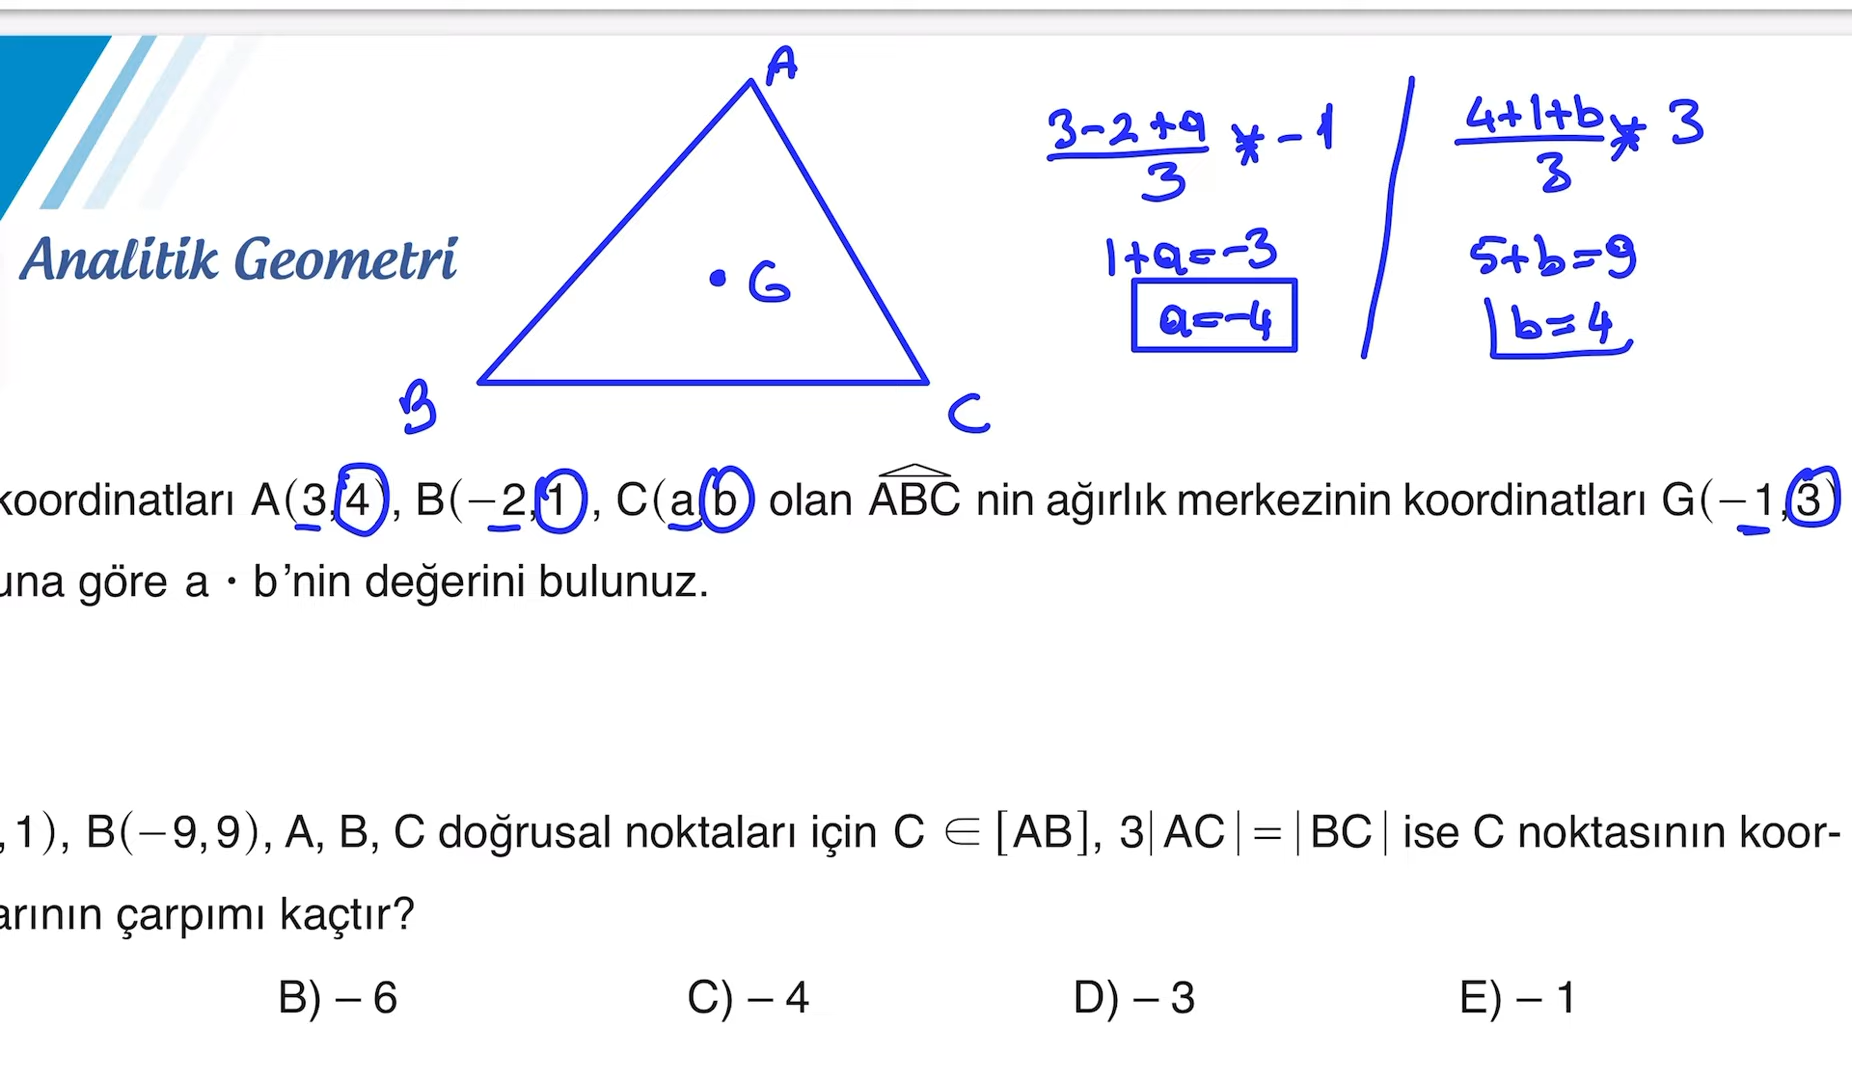 A
3-2+a / 3 * -1
4+1+b / 3 * 3
Analitik Geometri
G
1+a=-3
5+b=9
a=-4
b=4
B
C
koordinatları A(3,4), B(−2,1), C(a,b) olan ABC nin ağırlık merkezinin koordinatları G(−1,3)
una göre a · b’nin değerini bulunuz.
,1), B(−9,9), A, B, C doğrusal noktaları için C ∈ [AB], 3|AC|=|BC| ise C noktasının koor-
arının çarpımı kaçtır?
B) – 6 C) – 4 D) – 3 E) – 1